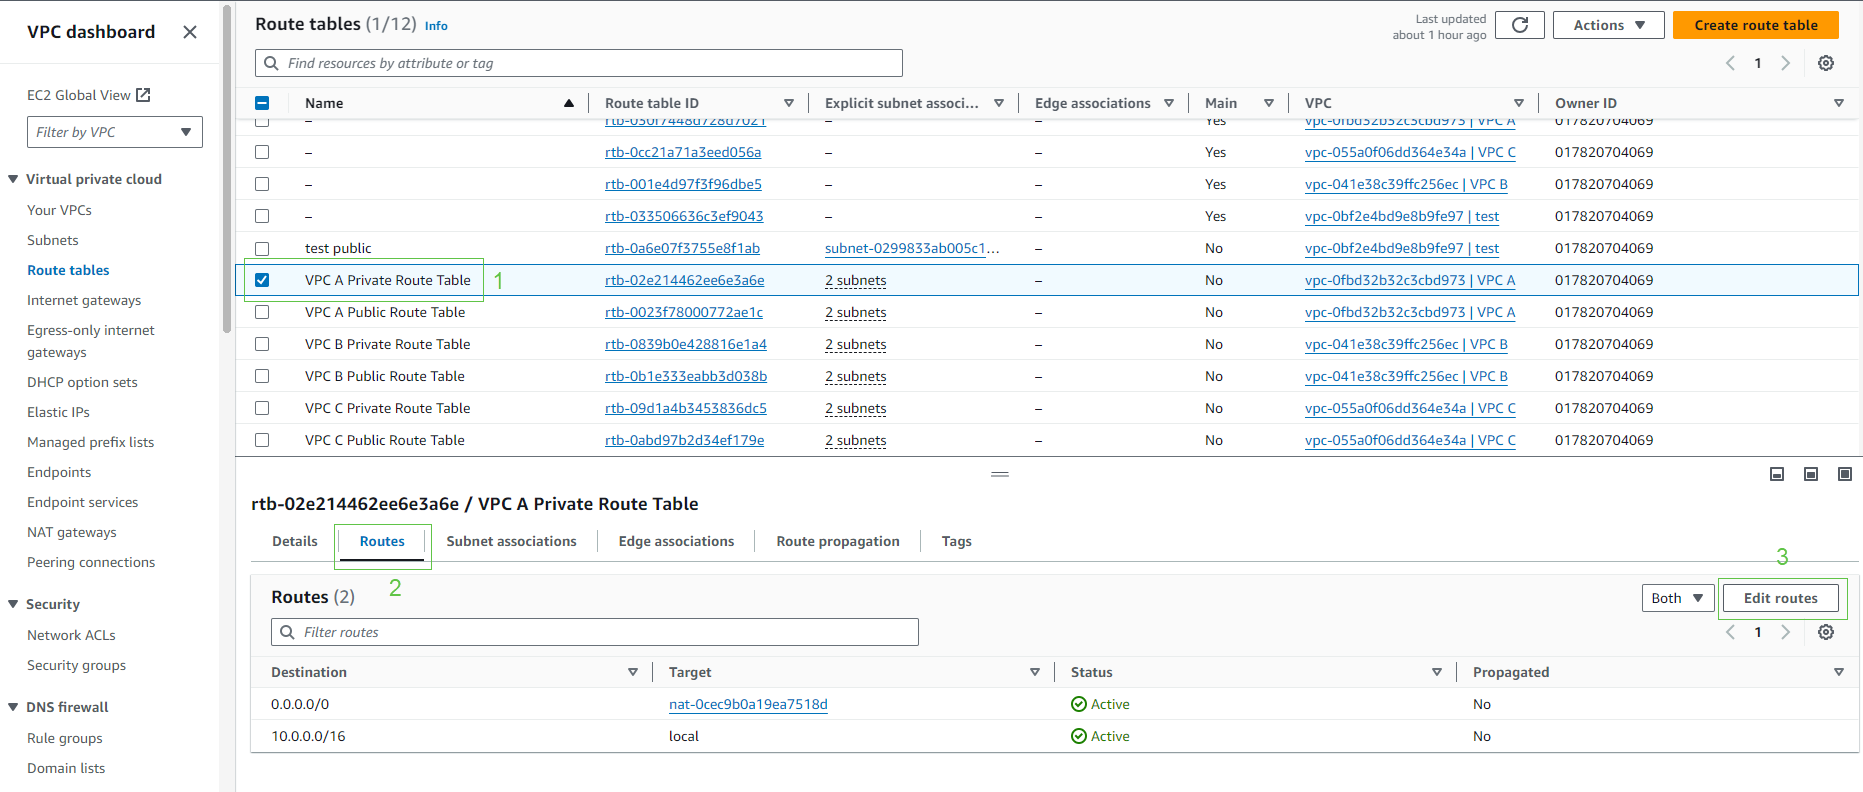 VPC dashboard
EC2 Global View
Filter by VPC
Virtual private cloud
Your VPCs
Subnets
Route tables
Internet gateways
Egress-only internet
gateways
DHCP option sets
Elastic IPs
Managed prefix lists
Endpoints
Endpoint services
NAT gateways
Peering connections
Security
Network ACLs
Security groups
DNS firewall
Rule groups
Domain lists
Route tables (1/12) Info
Last updated
about 1 hour ago
Actions
Create route table
Find resources by attribute or tag
1
Name Route table ID Explicit subnet associ... Edge associations Main VPC Owner ID
– rtb-030f7448d728d7021 – – Yes vpc-0fbd32b32c3cbd973 | VPC A 017820704069
– rtb-0cc21a71a3eed056a – – Yes vpc-055a0f06dd364e34a | VPC C 017820704069
– rtb-001e4d97f3f96dbe5 – – Yes vpc-041e38c39ffc256ec | VPC B 017820704069
– rtb-033506636c3ef9043 – – Yes vpc-0bf2e4bd9e8b9fe97 | test 017820704069
test public rtb-0a6e07f3755e8f1ab subnet-0299833ab005c1... – No vpc-0bf2e4bd9e8b9fe97 | test 017820704069
VPC A Private Route Table 1 rtb-02e214462ee6e3a6e 2 subnets – No vpc-0fbd32b32c3cbd973 | VPC A 017820704069
VPC A Public Route Table rtb-0023f78000772ae1c 2 subnets – No vpc-0fbd32b32c3cbd973 | VPC A 017820704069
VPC B Private Route Table rtb-0839b0e428816e1a4 2 subnets – No vpc-041e38c39ffc256ec | VPC B 017820704069
VPC B Public Route Table rtb-0b1e333eabb3d038b 2 subnets – No vpc-041e38c39ffc256ec | VPC B 017820704069
VPC C Private Route Table rtb-09d1a4b3453836dc5 2 subnets – No vpc-055a0f06dd364e34a | VPC C 017820704069
VPC C Public Route Table rtb-0abd97b2d34ef179e 2 subnets – No vpc-055a0f06dd364e34a | VPC C 017820704069
rtb-02e214462ee6e3a6e / VPC A Private Route Table
Details Routes Subnet associations Edge associations Route propagation Tags
2
3
Routes (2)
Both
Edit routes
Filter routes
1
Destination Target Status Propagated
0.0.0.0/0 nat-0cec9b0a19ea7518d Active No
10.0.0.0/16 local Active No